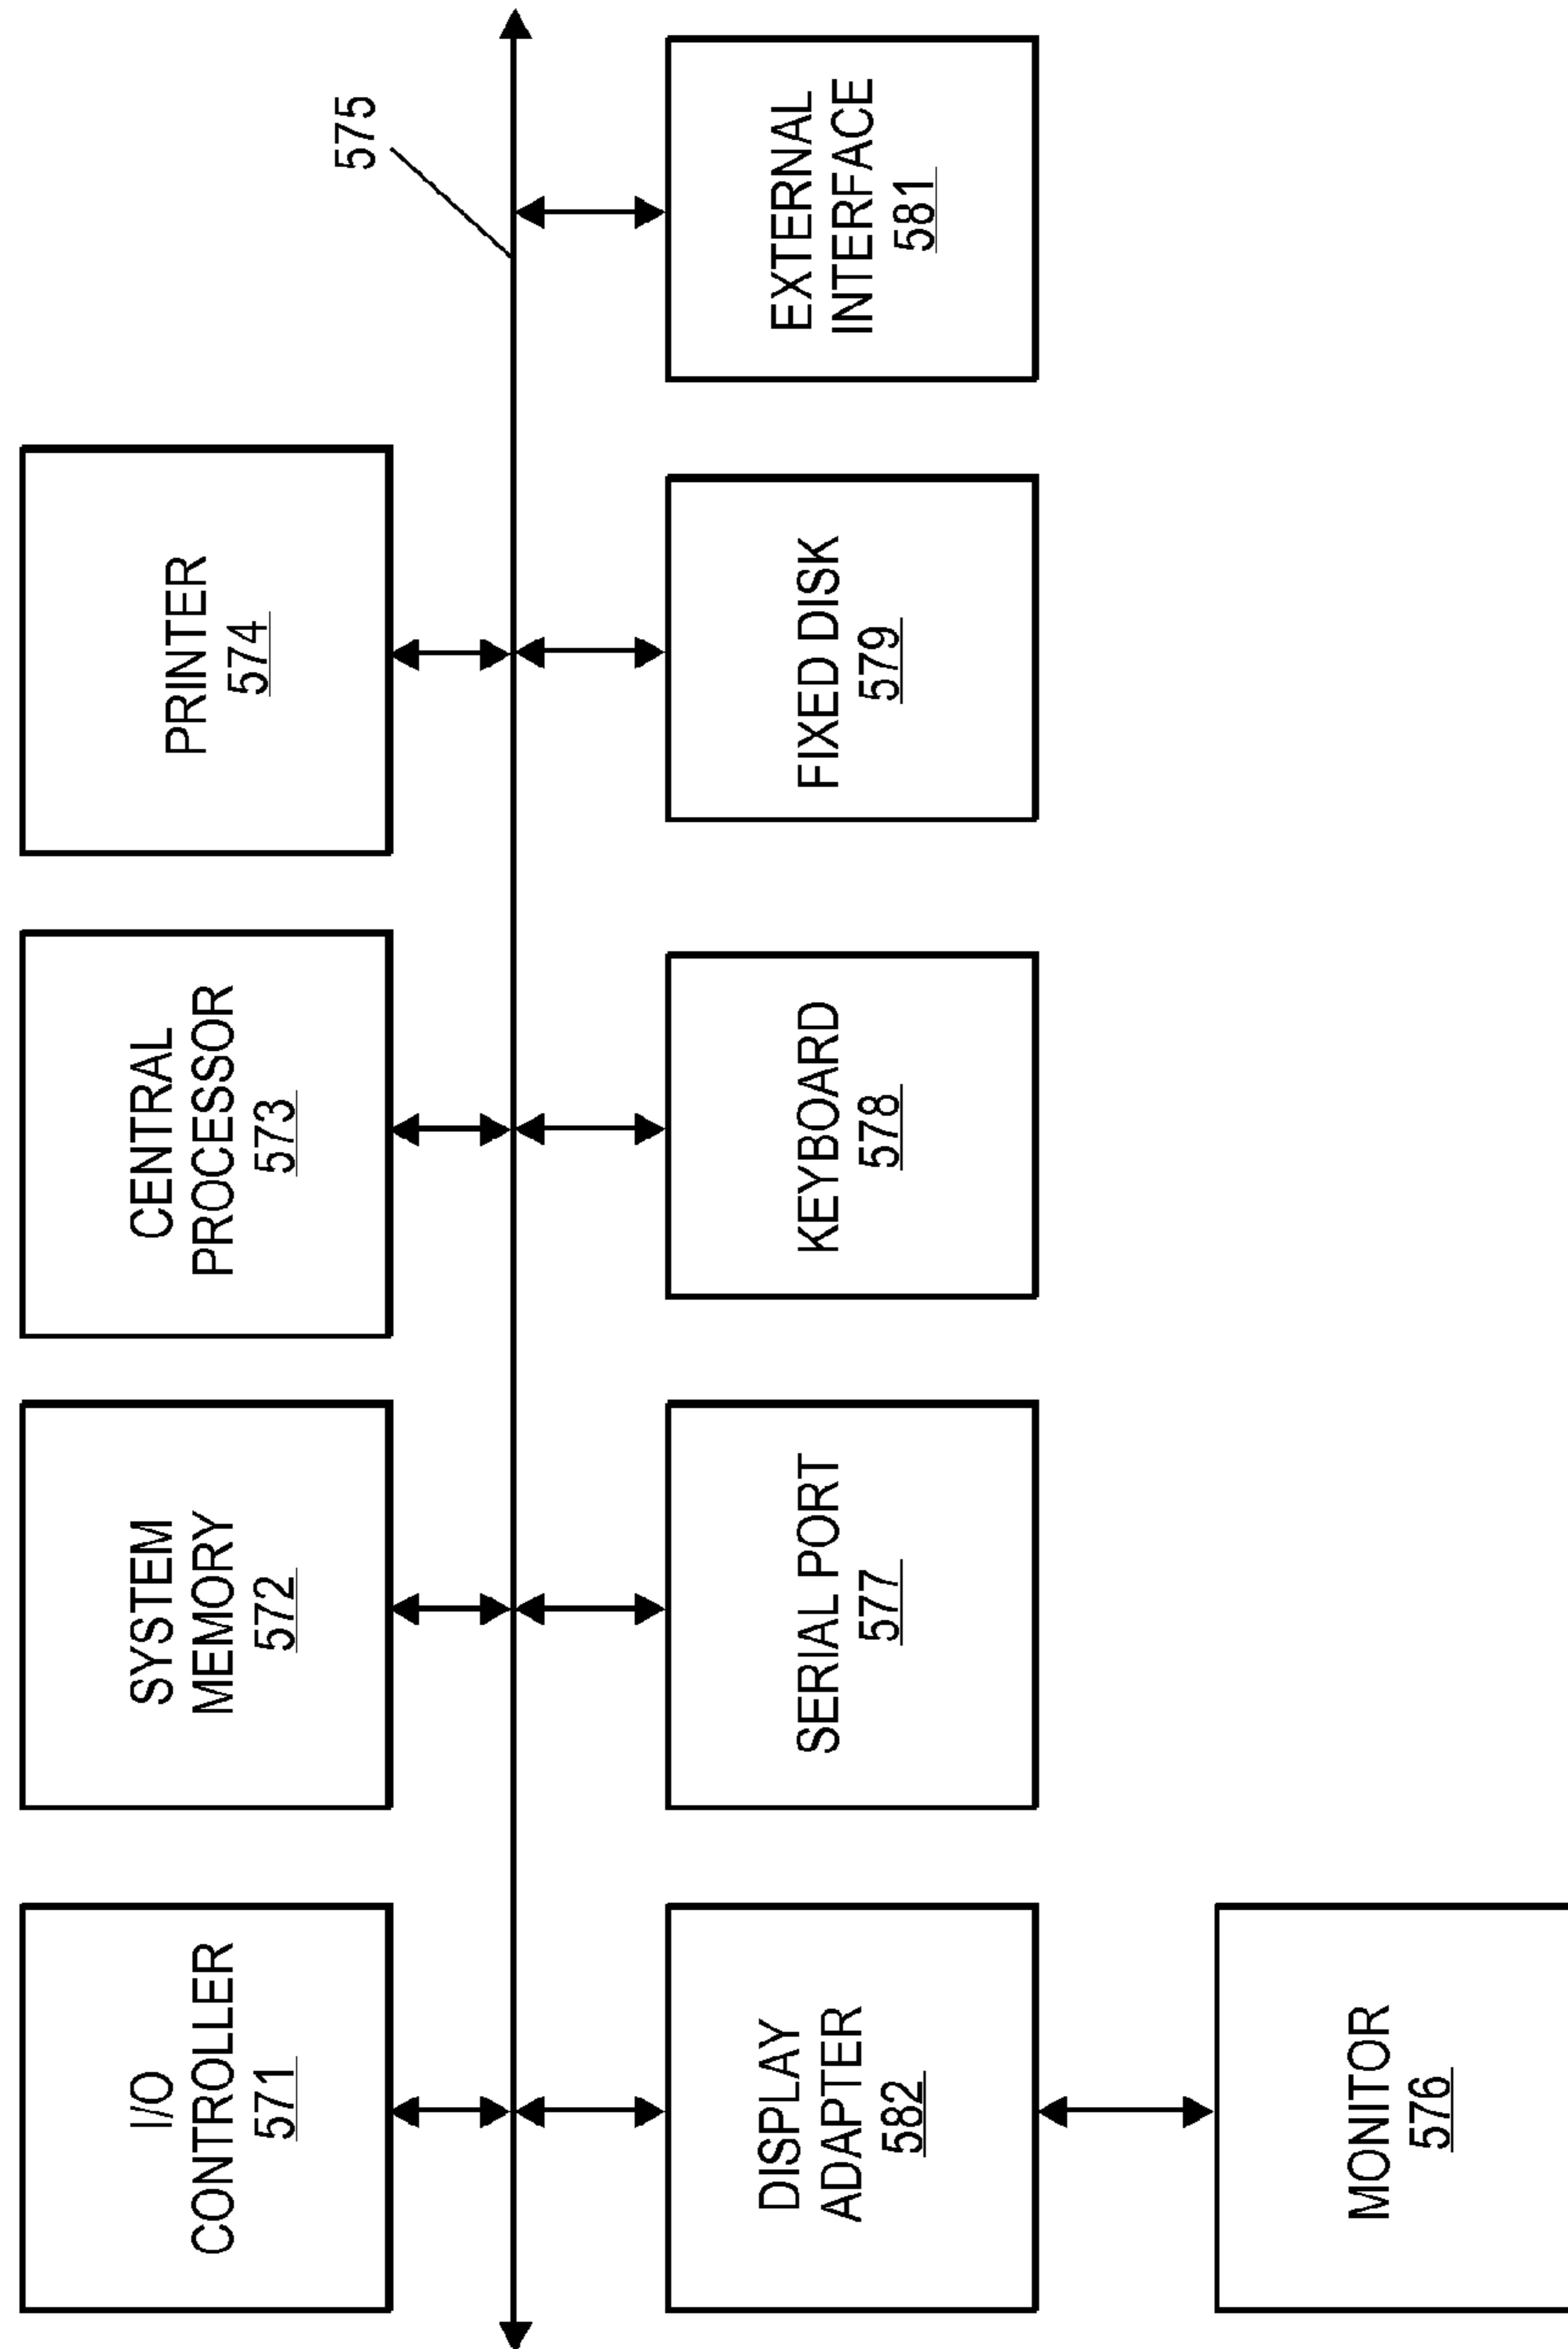 I/O
CONTROLLER
571
SYSTEM
MEMORY
572
CENTRAL
PROCESSOR
573
PRINTER
574
575
DISPLAY
ADAPTER
582
SERIAL PORT
577
KEYBOARD
578
FIXED DISK
579
EXTERNAL
INTERFACE
581
MONITOR
576